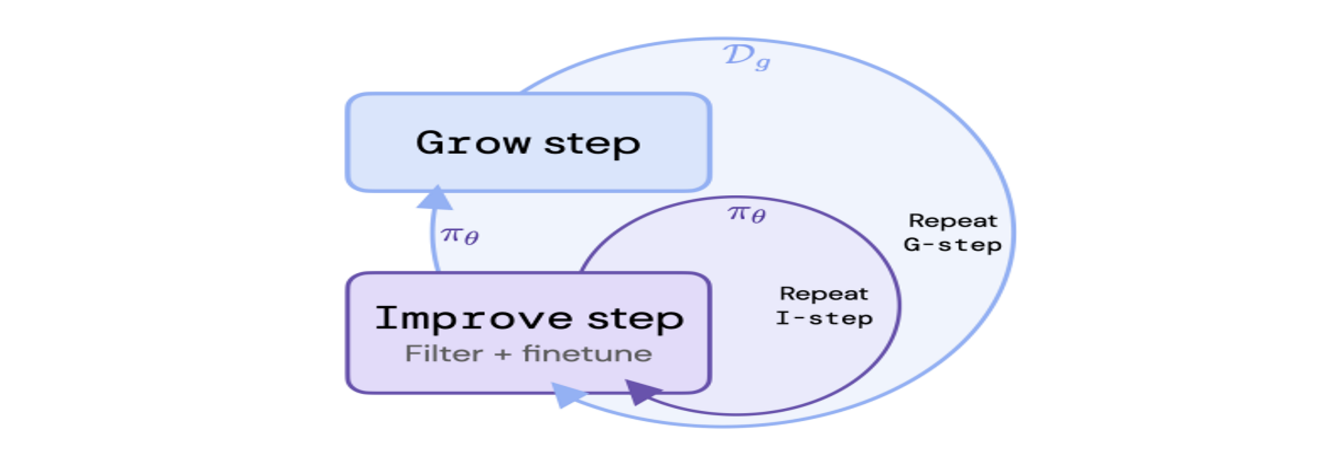 𝒟g
Grow step
πθ
πθ
Repeat
G-step
Repeat
I-step
Improve step
Filter + finetune